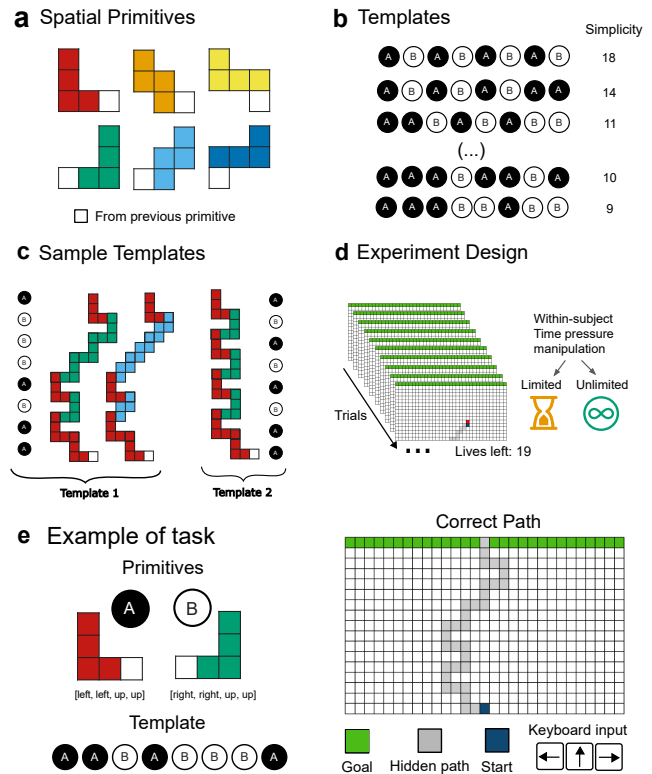 a Spatial Primitives
From previous primitive
b Templates
Simplicity
A B A B A B A B 18
A B A B A B A A 14
A A B A B A B B 11
(...)
A A A B A A B A 10
A A A B B A B B 9
c Sample Templates
A
B
B
B
A
B
A
A
Template 1
A
B
A
B
A
B
A
A
Template 2
d Experiment Design
Within-subject
Time pressure
manipulation
Limited Unlimited
Trials
...
Lives left: 19
e Example of task
Primitives
A B
[left, left, up, up] [right, right, up, up]
Template
A A B A B B B A
Correct Path
Goal Hidden path Start
Keyboard input